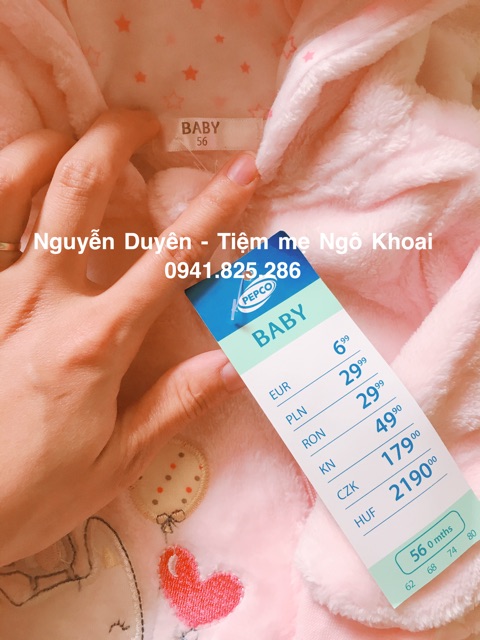 BABY
56
Nguyễn Duyên - Tiệm mẹ Ngô Khoai
0941.825.286
PEPCO
BABY
EUR 6⁹⁹
PLN 29⁹⁹
RON 29⁹⁹
KN 49⁹⁰
CZK 179⁰⁰
HUF 2190⁰⁰
56 0 mths
62 68 74 80